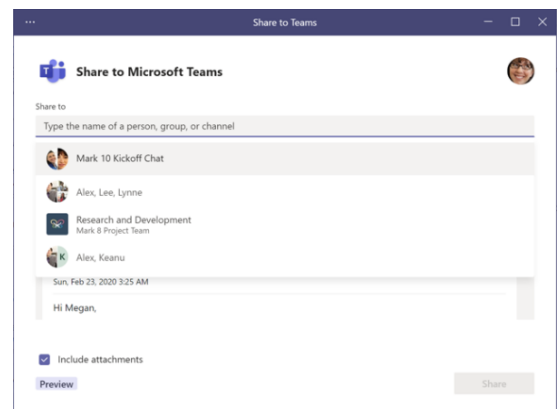 Share to Teams
Share to Microsoft Teams
Share to
Type the name of a person, group, or channel
Mark 10 Kickoff Chat
Alex, Lee, Lynne
Research and Development
Mark 8 Project Team
K Alex, Keanu
Sun, Feb 23, 2020 3:25 AM
Hi Megan,
Include attachments
Preview
Share